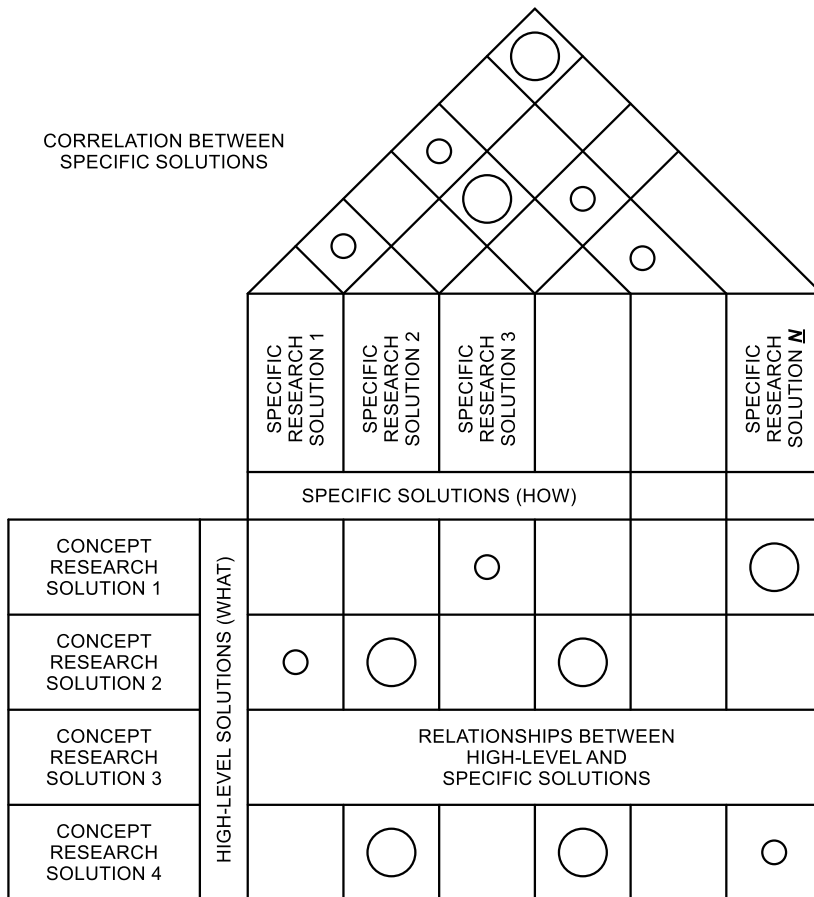 CORRELATION BETWEEN
SPECIFIC SOLUTIONS
SPECIFIC
RESEARCH
SOLUTION 1
SPECIFIC
RESEARCH
SOLUTION 2
SPECIFIC
RESEARCH
SOLUTION 3
SPECIFIC
RESEARCH
SOLUTION N
SPECIFIC SOLUTIONS (HOW)
HIGH-LEVEL SOLUTIONS (WHAT)
CONCEPT
RESEARCH
SOLUTION 1
CONCEPT
RESEARCH
SOLUTION 2
CONCEPT
RESEARCH
SOLUTION 3
RELATIONSHIPS BETWEEN
HIGH-LEVEL AND
SPECIFIC SOLUTIONS
CONCEPT
RESEARCH
SOLUTION 4